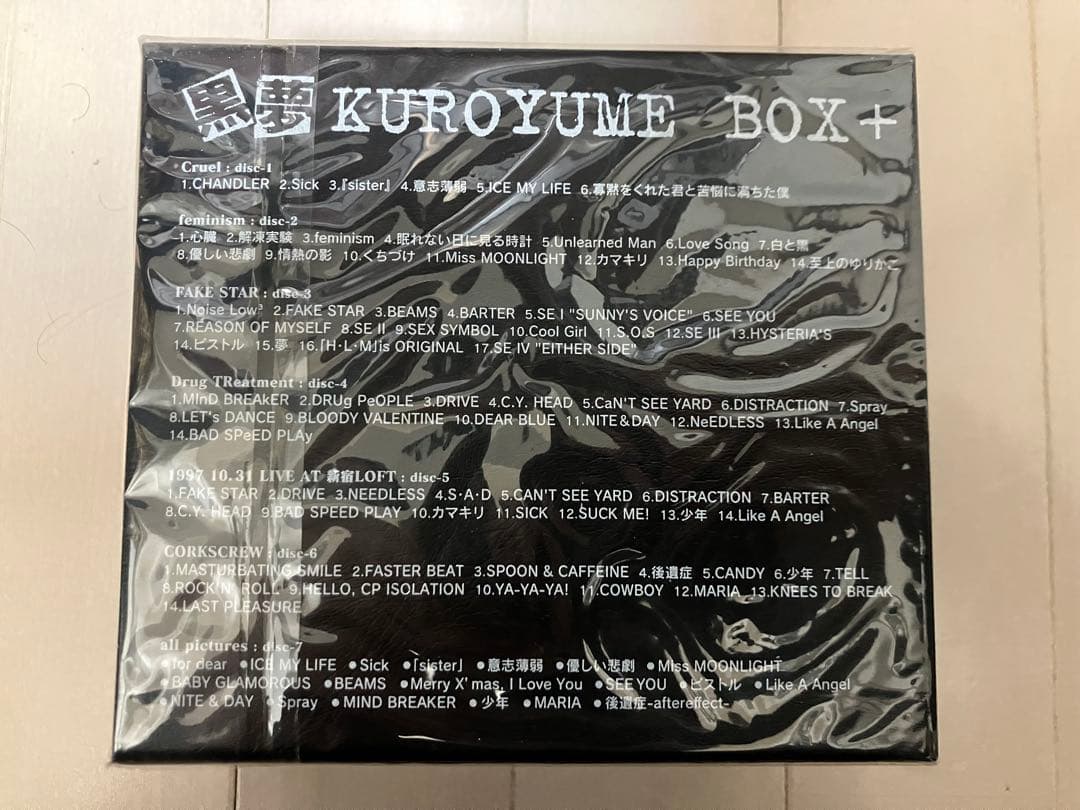 黒夢 KUROYUME BOX+
Cruel : disc-1
1.CHANDLER 2.Sick 3.『sister』 4.意志薄弱 5.ICE MY LIFE 6.寡黙をくれた君と苦悩に満ちた僕
feminism : disc-2
1.心臓 2.解凍実験 3.feminism 4.眠れない日に見る時計 5.Unlearned Man 6.Love Song 7.白と黒
8.優しい悲劇 9.情熱の影 10.くちづけ 11.Miss MOONLIGHT 12.カマキリ 13.Happy Birthday 14.至上のゆりかご
FAKE STAR : disc-3
1.Noise Low³ 2.FAKE STAR 3.BEAMS 4.BARTER 5.SE I "SUNNY'S VOICE" 6.SEE YOU
7.REASON OF MYSELF 8.SE II 9.SEX SYMBOL 10.Cool Girl 11.S.O.S 12.SE III 13.HYSTERIA'S
14.ピストル 15.夢 16.「H・L・M」is ORIGINAL 17.SE IV "EITHER SIDE"
Drug TReatment : disc-4
1.MInD BREAKeR 2.DRUg PeOPLE 3.DRIVE 4.C.Y. HEAD 5.CaN'T SEE YARD 6.DISTRACTION 7.Spray
8.LET's DANCE 9.BLOODY VALENTINE 10.DEAR BLUE 11.NITE&DAY 12.NeEDLESS 13.Like A Angel
14.BAD SPeED PLAy
1997 10.31 LIVE AT 新宿LOFT : disc-5
1.FAKE STAR 2.DRIVE 3.NEEDLESS 4.S・A・D 5.CAN'T SEE YARD 6.DISTRACTION 7.BARTER
8.C.Y. HEAD 9.BAD SPEED PLAY 10.カマキリ 11.SICK 12.SUCK ME! 13.少年 14.Like A Angel
CORKSCREW : disc-6
1.MASTURBATING SMILE 2.FASTER BEAT 3.SPOON & CAFFEINE 4.後遺症 5.CANDY 6.少年 7.TELL
8.ROCK'N' ROLL 9.HELLO, CP ISOLATION 10.YA-YA-YA! 11.COWBOY 12.MARIA 13.KNEES TO BREAK
14.LAST PLEASURE
all pictures : disc-7
●for dear ●ICE MY LIFE ●Sick ●「sister」 ●意志薄弱 ●優しい悲劇 ●Miss MOONLIGHT
●BABY GLAMOROUS ●BEAMS ●Merry X'mas, I Love You ●SEE YOU ●ピストル ●Like A Angel
●NITE & DAY ●Spray ●MIND BREAKER ●少年 ●MARIA ●後遺症-aftereffect-